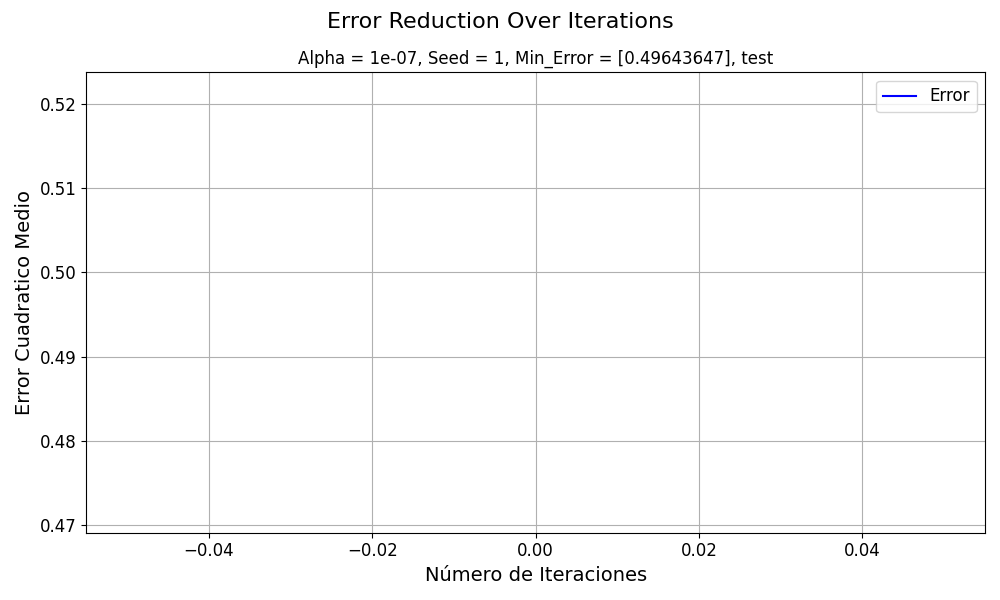 Error Reduction Over Iterations
Alpha = 1e-07, Seed = 1, Min_Error = [0.49643647], test
Error
Error Cuadratico Medio
0.52
0.51
0.50
0.49
0.48
0.47
−0.04
−0.02
0.00
0.02
0.04
Número de Iteraciones